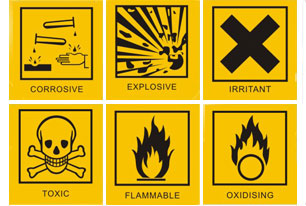 CORROSIVE
EXPLOSIVE
IRRITANT
TOXIC
FLAMMABLE
OXIDISING